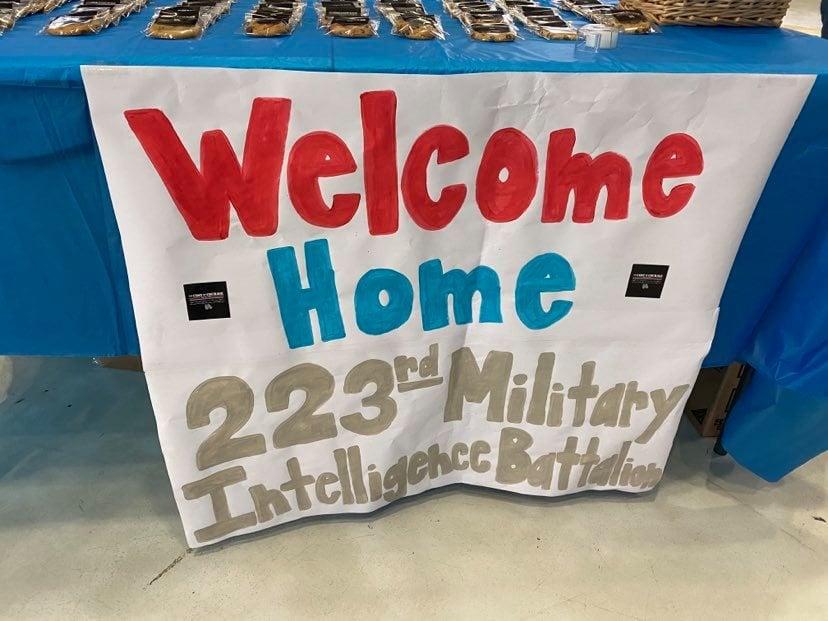 Welcome
Home
223rd Military
Intelligence Battalion